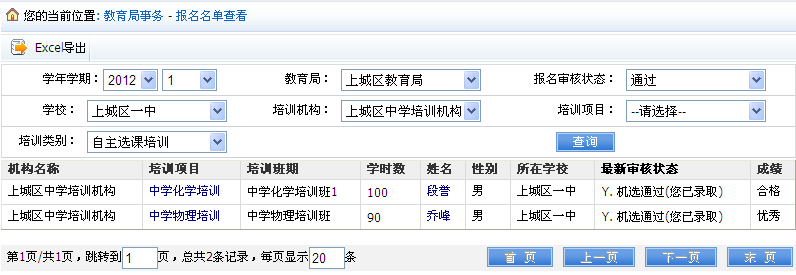 您的当前位置: 教育局事务 - 报名名单查看
Excel导出
学年学期： 2012 1 教育局： 上城区教育局 报名审核状态： 通过
学校： 上城区一中 培训机构： 上城区中学培训机构 培训项目： --请选择--
培训类别： 自主选课培训 查询
机构名称 培训项目 培训班期 学时数 姓名 性别 所在学校 最新审核状态 成绩
上城区中学培训机构 中学化学培训 中学化学培训班1 100 段誉 男 上城区一中 Y. 机选通过(您已录取) 合格
上城区中学培训机构 中学物理培训 中学物理培训班 90 乔峰 男 上城区一中 Y. 机选通过(您已录取) 优秀
第1页/共1页，跳转到 1 页，总共2条记录，每页显示 20 条 首 页 上一页 下一页 末 页